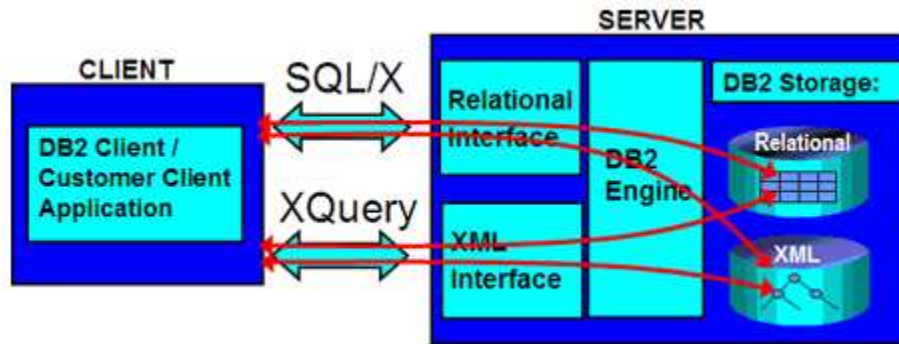 SERVER
CLIENT
SQL/X
DB2 Client /
Customer Client
Application
XQuery
Relational
Interface
XML
Interface
DB2
Engine
DB2 Storage:
Relational
XML